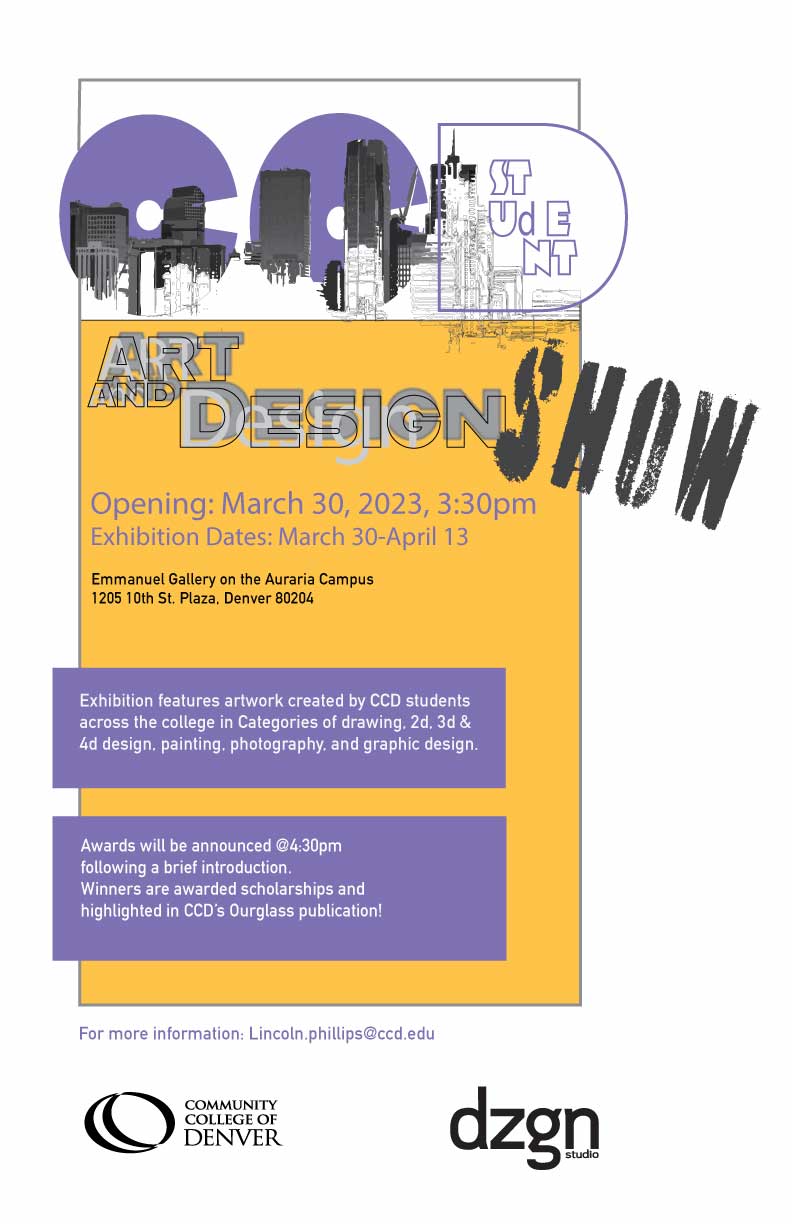 CCD
ST
UdE
NT
ART
AND
DESIGN
Design
SHOW
Opening: March 30, 2023, 3:30pm
Exhibition Dates: March 30-April 13
Emmanuel Gallery on the Auraria Campus
1205 10th St. Plaza, Denver 80204
Exhibition features artwork created by CCD students
across the college in Categories of drawing, 2d, 3d &
4d design, painting, photography, and graphic design.
Awards will be announced @4:30pm
following a brief introduction.
Winners are awarded scholarships and
highlighted in CCD's Ourglass publication!
For more information: Lincoln.phillips@ccd.edu
COMMUNITY
COLLEGE OF
DENVER
dzgn
studio